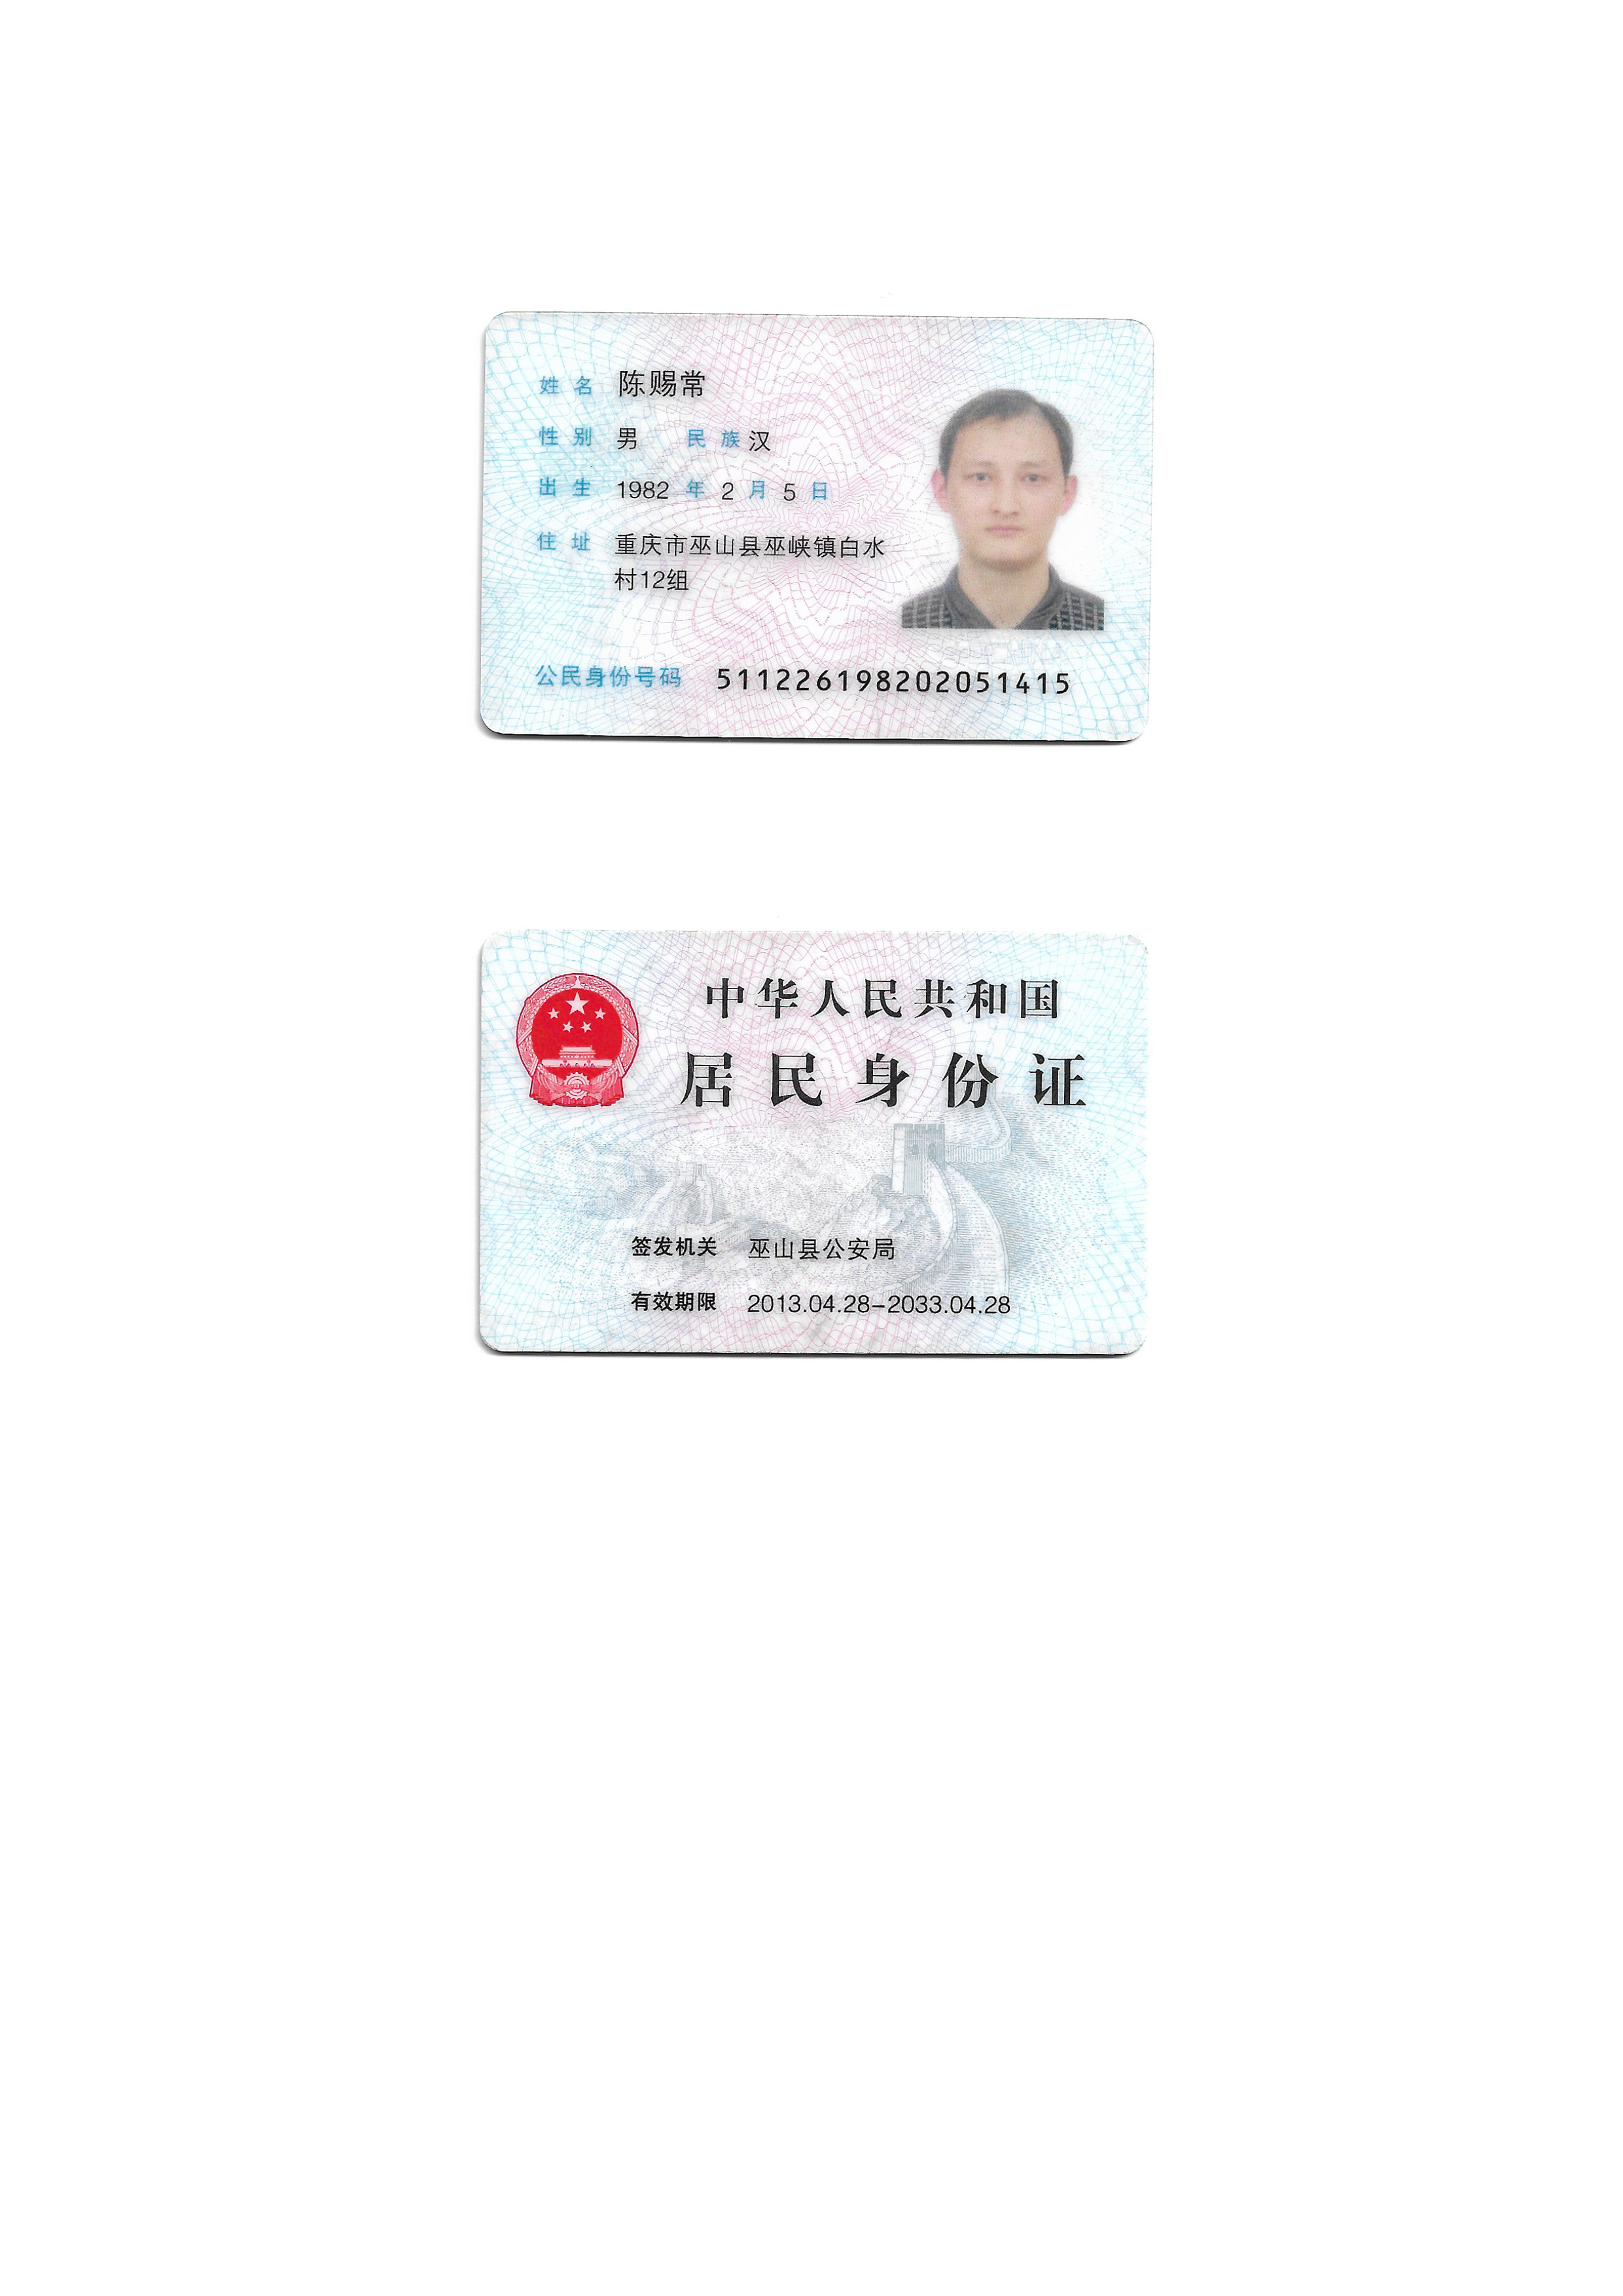 姓名 陈赐常
性别 男 民族 汉
出生 1982 年 2 月 5 日
住址 重庆市巫山县巫峡镇白水
村12组
公民身份号码 511226198202051415
中华人民共和国
居民身份证
签发机关 巫山县公安局
有效期限 2013.04.28-2033.04.28